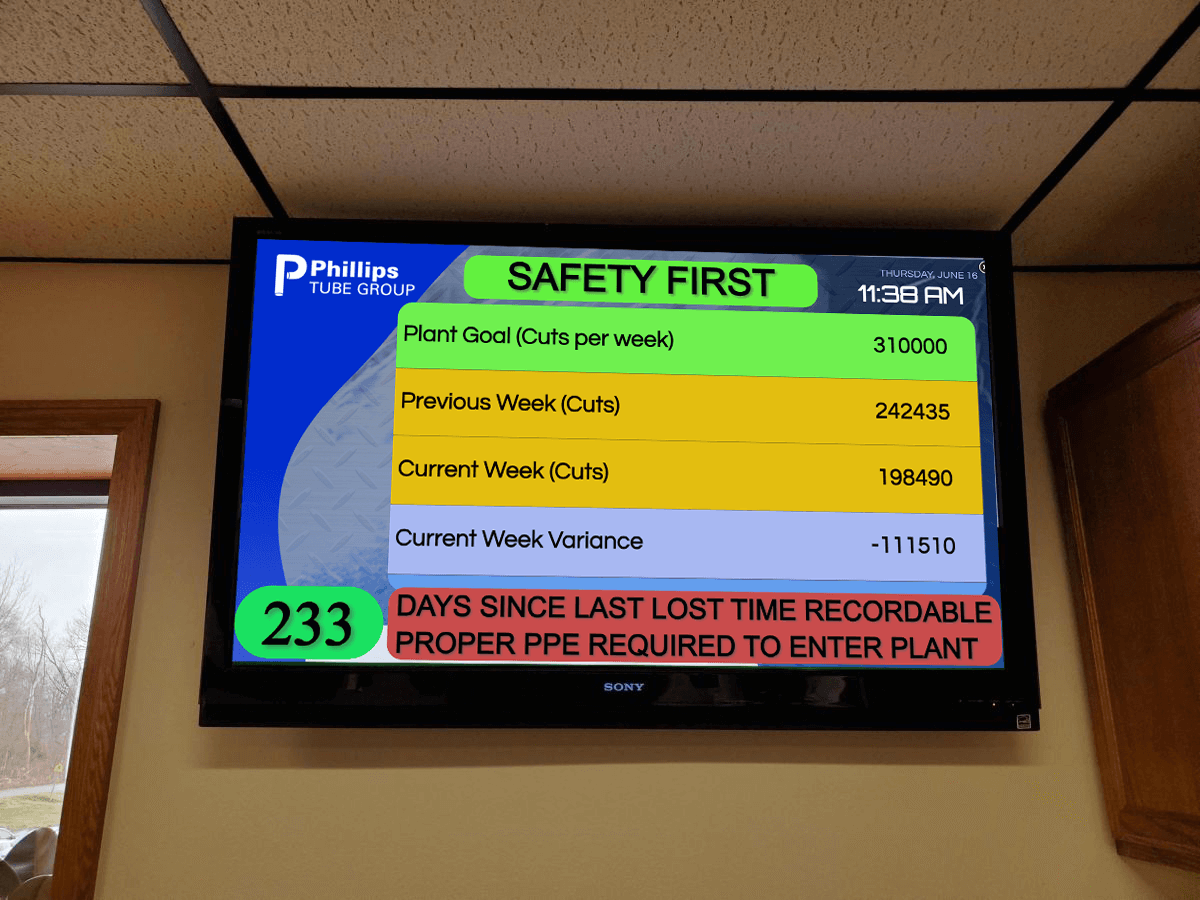 Phillips
TUBE GROUP
SAFETY FIRST
THURSDAY, JUNE 16
11:38 AM
Plant Goal (Cuts per week) 310000
Previous Week (Cuts) 242435
Current Week (Cuts) 198490
Current Week Variance -111510
233
DAYS SINCE LAST LOST TIME RECORDABLE
PROPER PPE REQUIRED TO ENTER PLANT
SONY